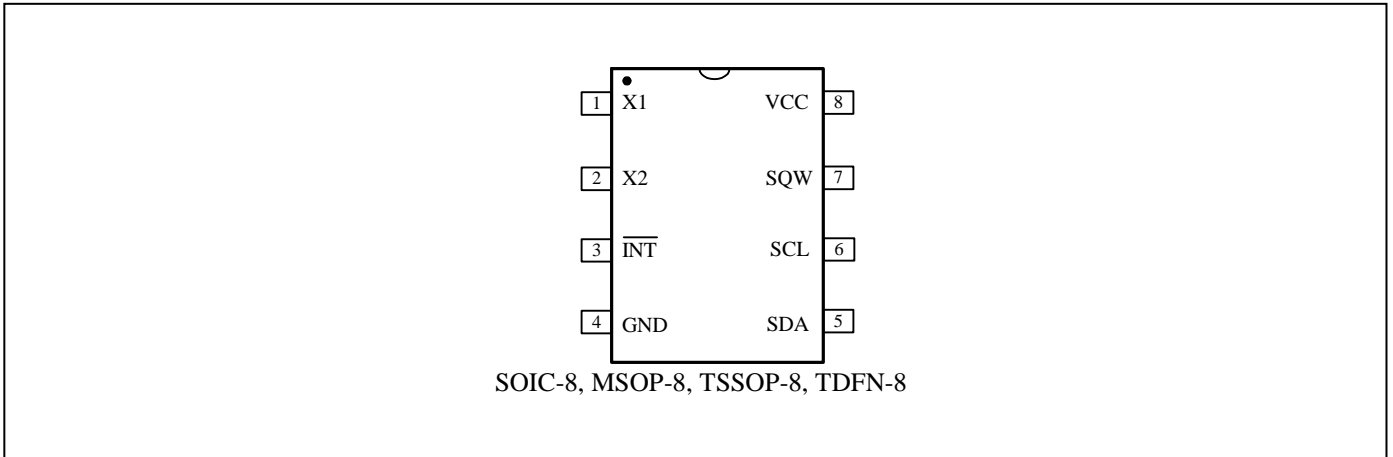 1 X1 VCC 8
2 X2 SQW 7
3 I̅N̅T̅ SCL 6
4 GND SDA 5
SOIC-8, MSOP-8, TSSOP-8, TDFN-8